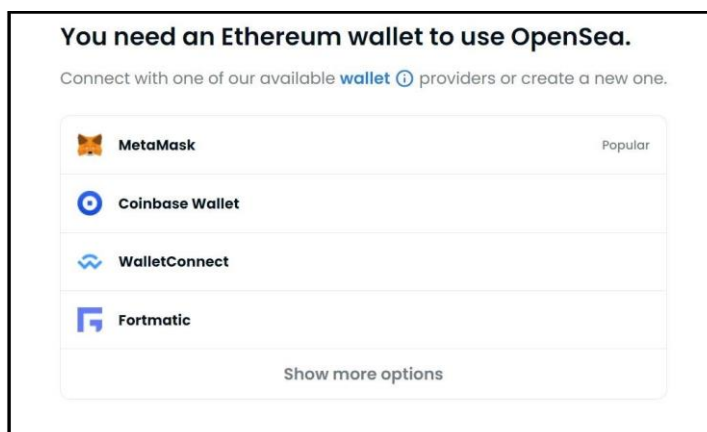 You need an Ethereum wallet to use OpenSea.
Connect with one of our available wallet providers or create a new one.
MetaMask Popular
Coinbase Wallet
WalletConnect
Fortmatic
Show more options